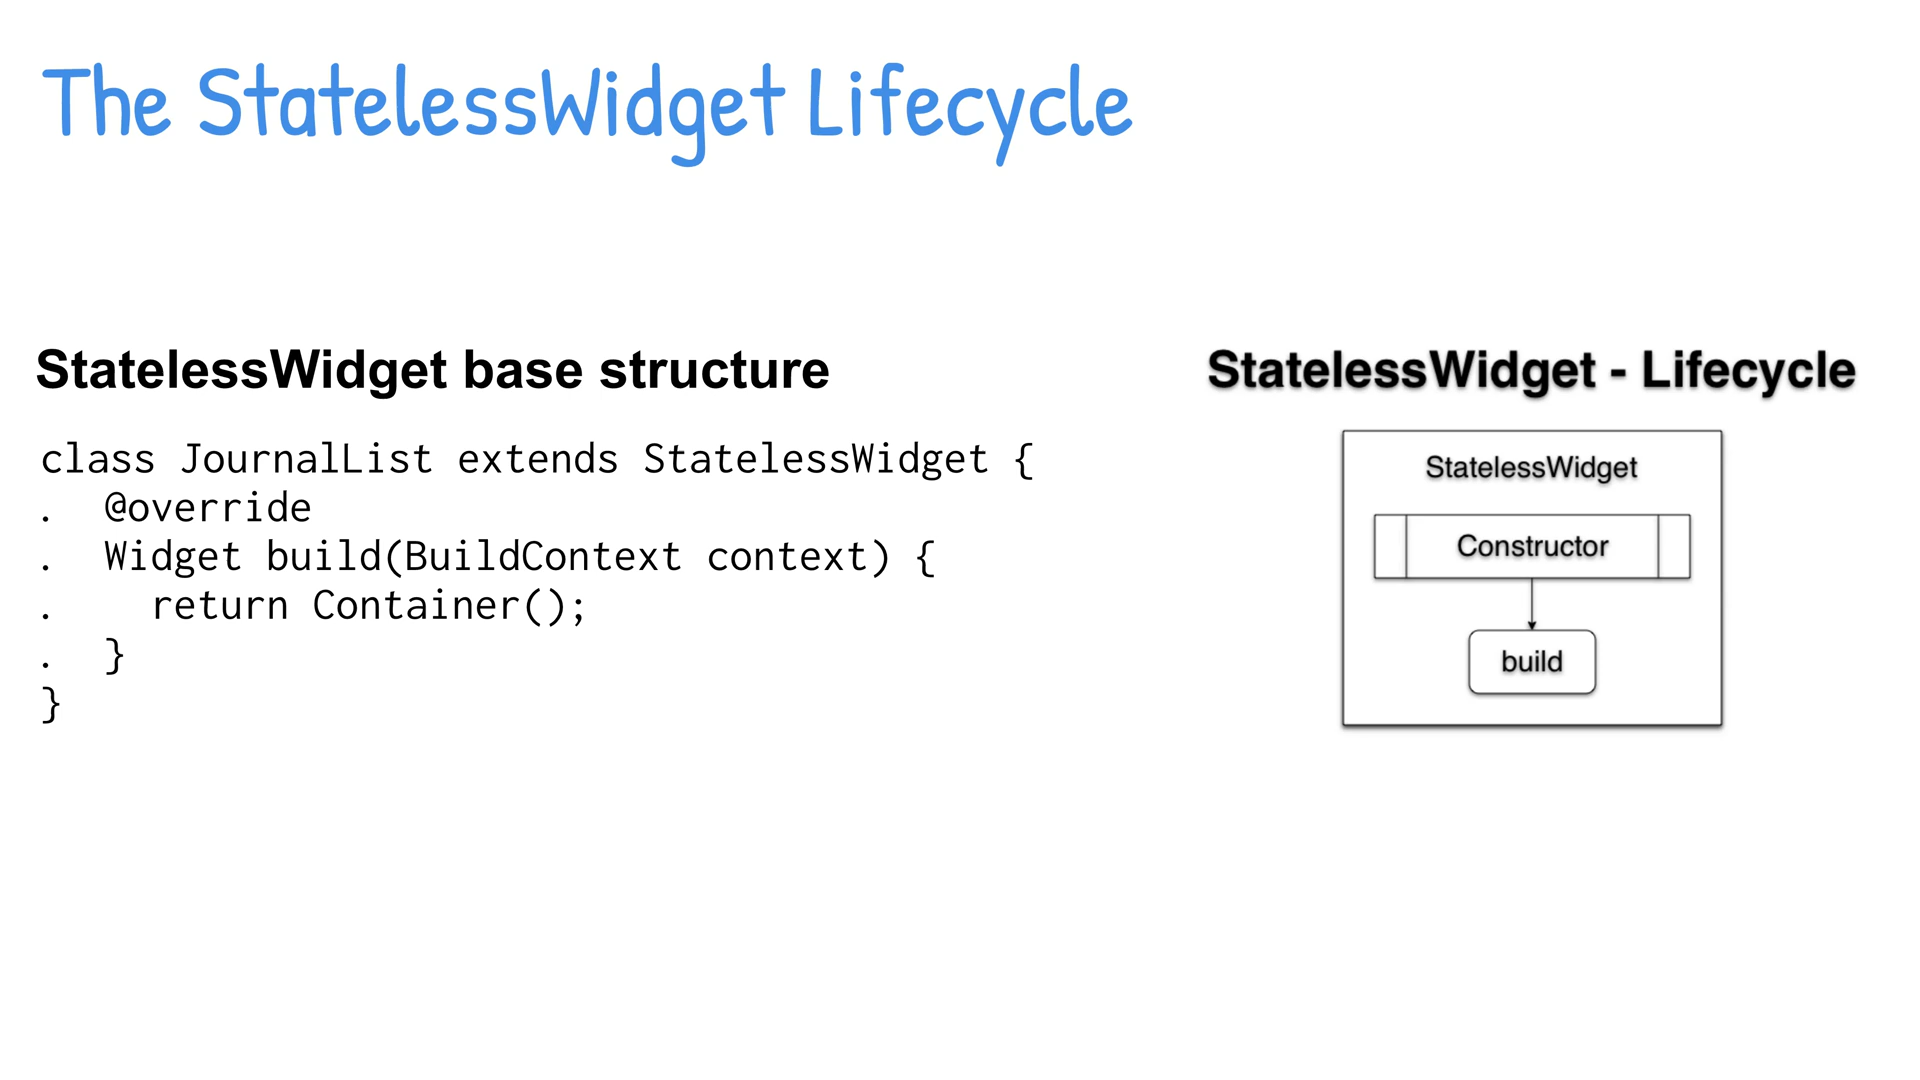 The StatelessWidget Lifecycle
StatelessWidget base structure
class JournalList extends StatelessWidget {
.  @override
.  Widget build(BuildContext context) {
.    return Container();
.  }
}
StatelessWidget - Lifecycle
StatelessWidget
Constructor
build